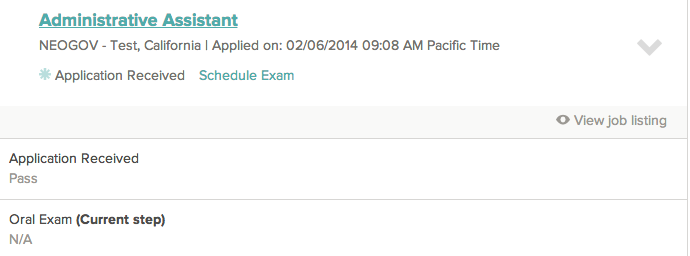 Administrative Assistant
NEOGOV - Test, California | Applied on: 02/06/2014 09:08 AM Pacific Time
Application Received Schedule Exam
View job listing
Application Received
Pass
Oral Exam (Current step)
N/A